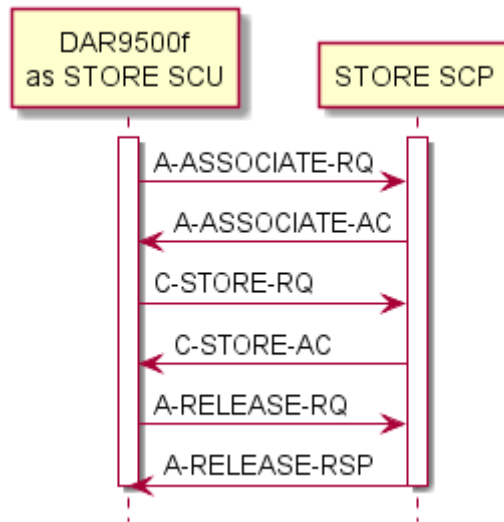 DAR9500f
as STORE SCU
STORE SCP
A-ASSOCIATE-RQ
A-ASSOCIATE-AC
C-STORE-RQ
C-STORE-AC
A-RELEASE-RQ
A-RELEASE-RSP